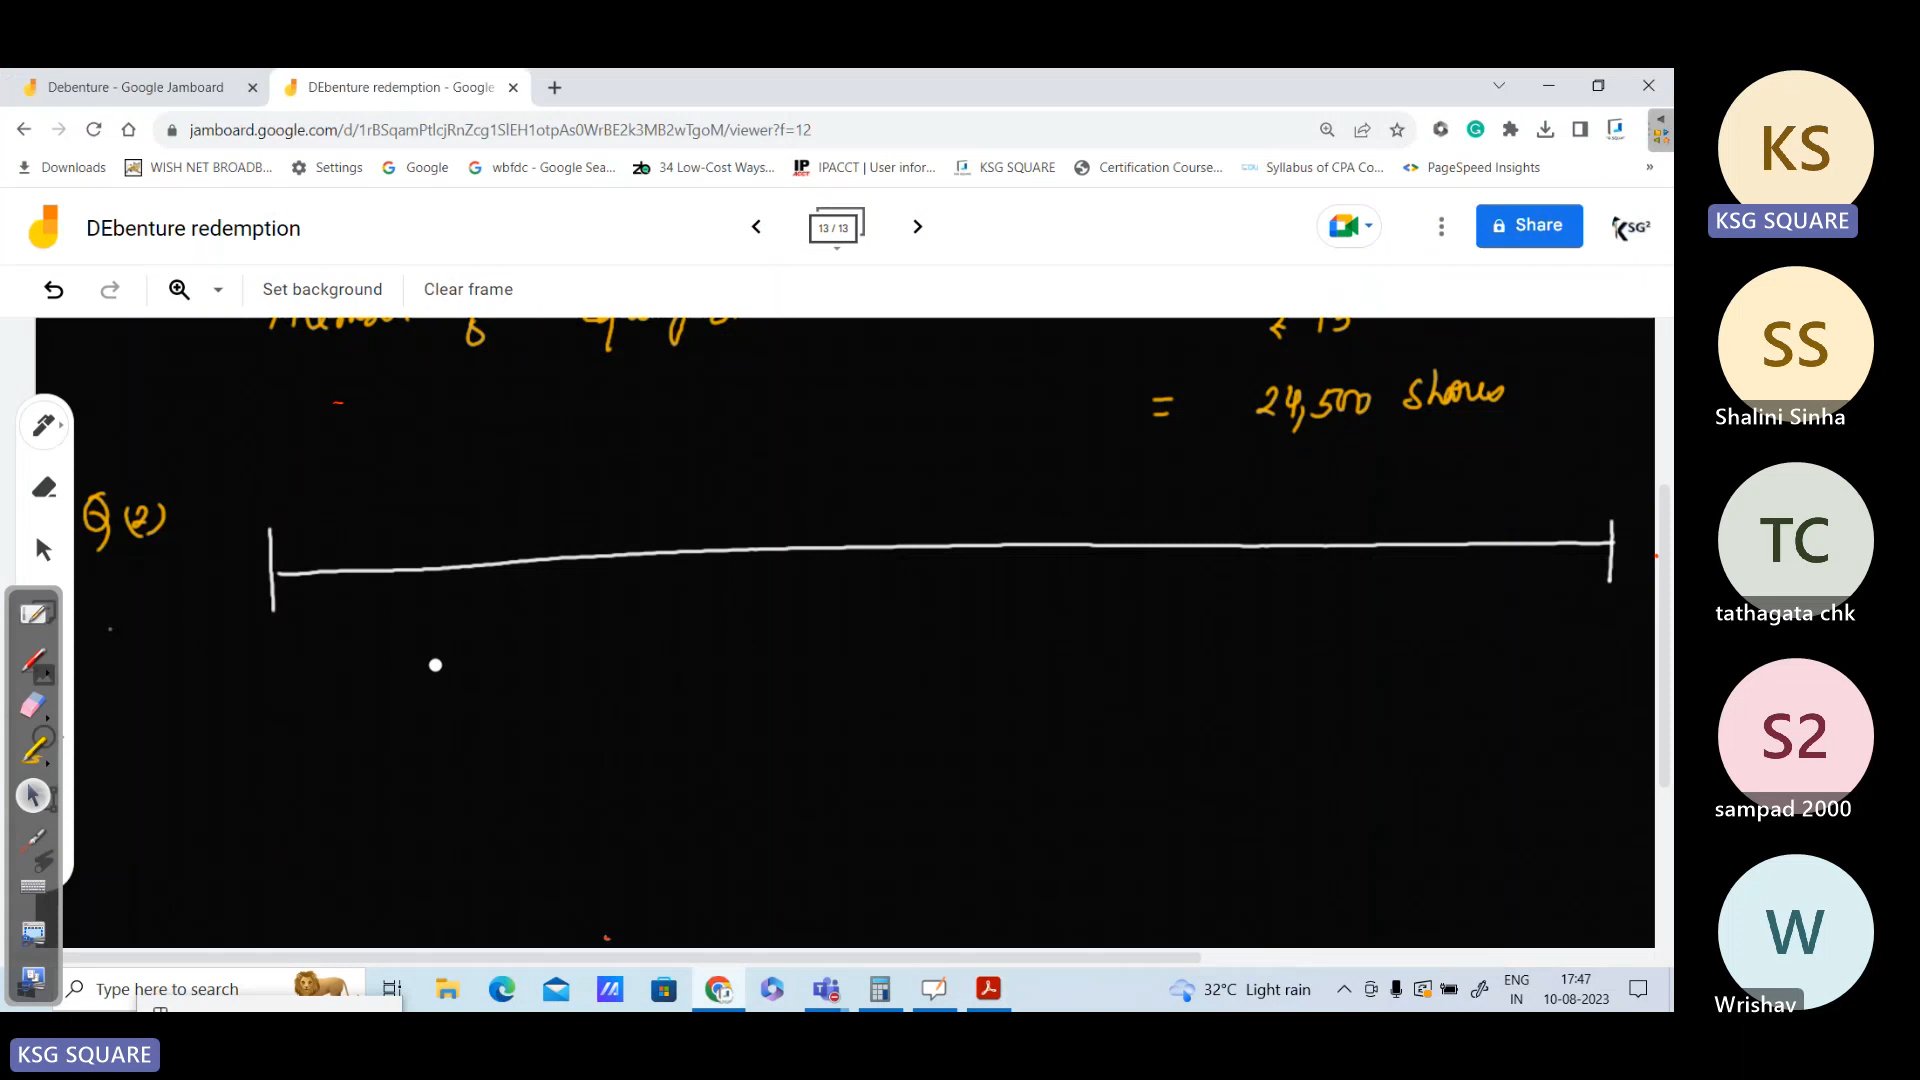 Debenture - Google Jamboard
DEbenture redemption - Google
jamboard.google.com/d/1rBSqamPtlcjRnZcg1SlEH1otpAs0WrBE2k3MB2wTgoM/viewer?f=12
Downloads
WISH NET BROADB...
Settings
Google
wbfdc - Google Sea...
34 Low-Cost Ways...
IPACCT | User infor...
KSG SQUARE
Certification Course...
Syllabus of CPA Co...
PageSpeed Insights
»
DEbenture redemption
13 / 13
Share
KSG²
Set background
Clear frame
₹ 15
= 24,500 Shares
Q (2)
Type here to search
32°C Light rain
ENG
IN
17:47
10-08-2023
KS
KSG SQUARE
SS
Shalini Sinha
TC
tathagata chk
S2
sampad 2000
W
Wrishav
KSG SQUARE